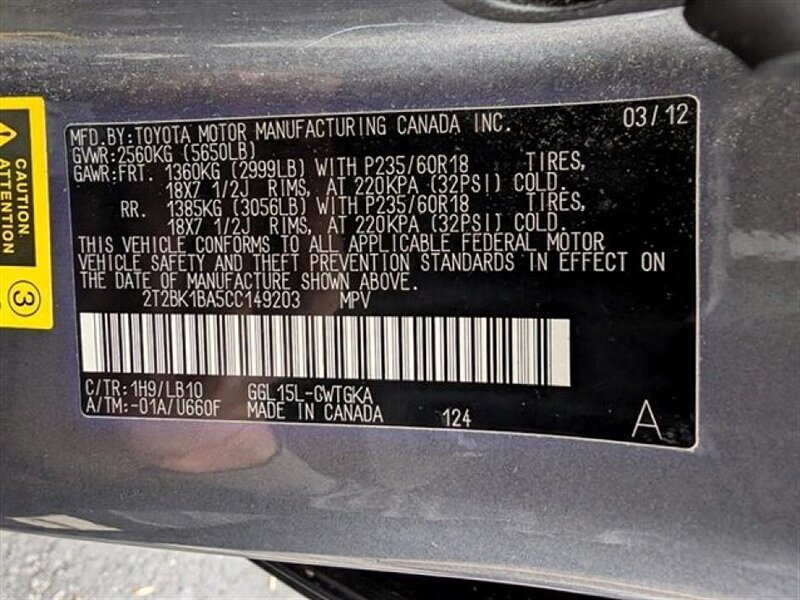 CAUTION.
3
MFD.BY:TOYOTA MOTOR MANUFACTURING CANADA INC. 03/12
GVWR:2560KG (5650LB)
GAWR:FRT. 1360KG (2999LB) WITH P235/60R18 TIRES,
18X7 1/2J RIMS, AT 220KPA (32PSI) COLD.
RR. 1385KG (3056LB) WITH P235/60R18 TIRES,
18X7 1/2J RIMS, AT 220KPA (32PSI) COLD.
THIS VEHICLE CONFORMS TO ALL APPLICABLE FEDERAL MOTOR
VEHICLE SAFETY AND THEFT PREVENTION STANDARDS IN EFFECT ON
THE DATE OF MANUFACTURE SHOWN ABOVE.
2T2BK1BA5CC149203 MPV
C/TR:1H9/LB10 GGL15L-CWTGKA
A/TM:-01A/U660F MADE IN CANADA 124 A